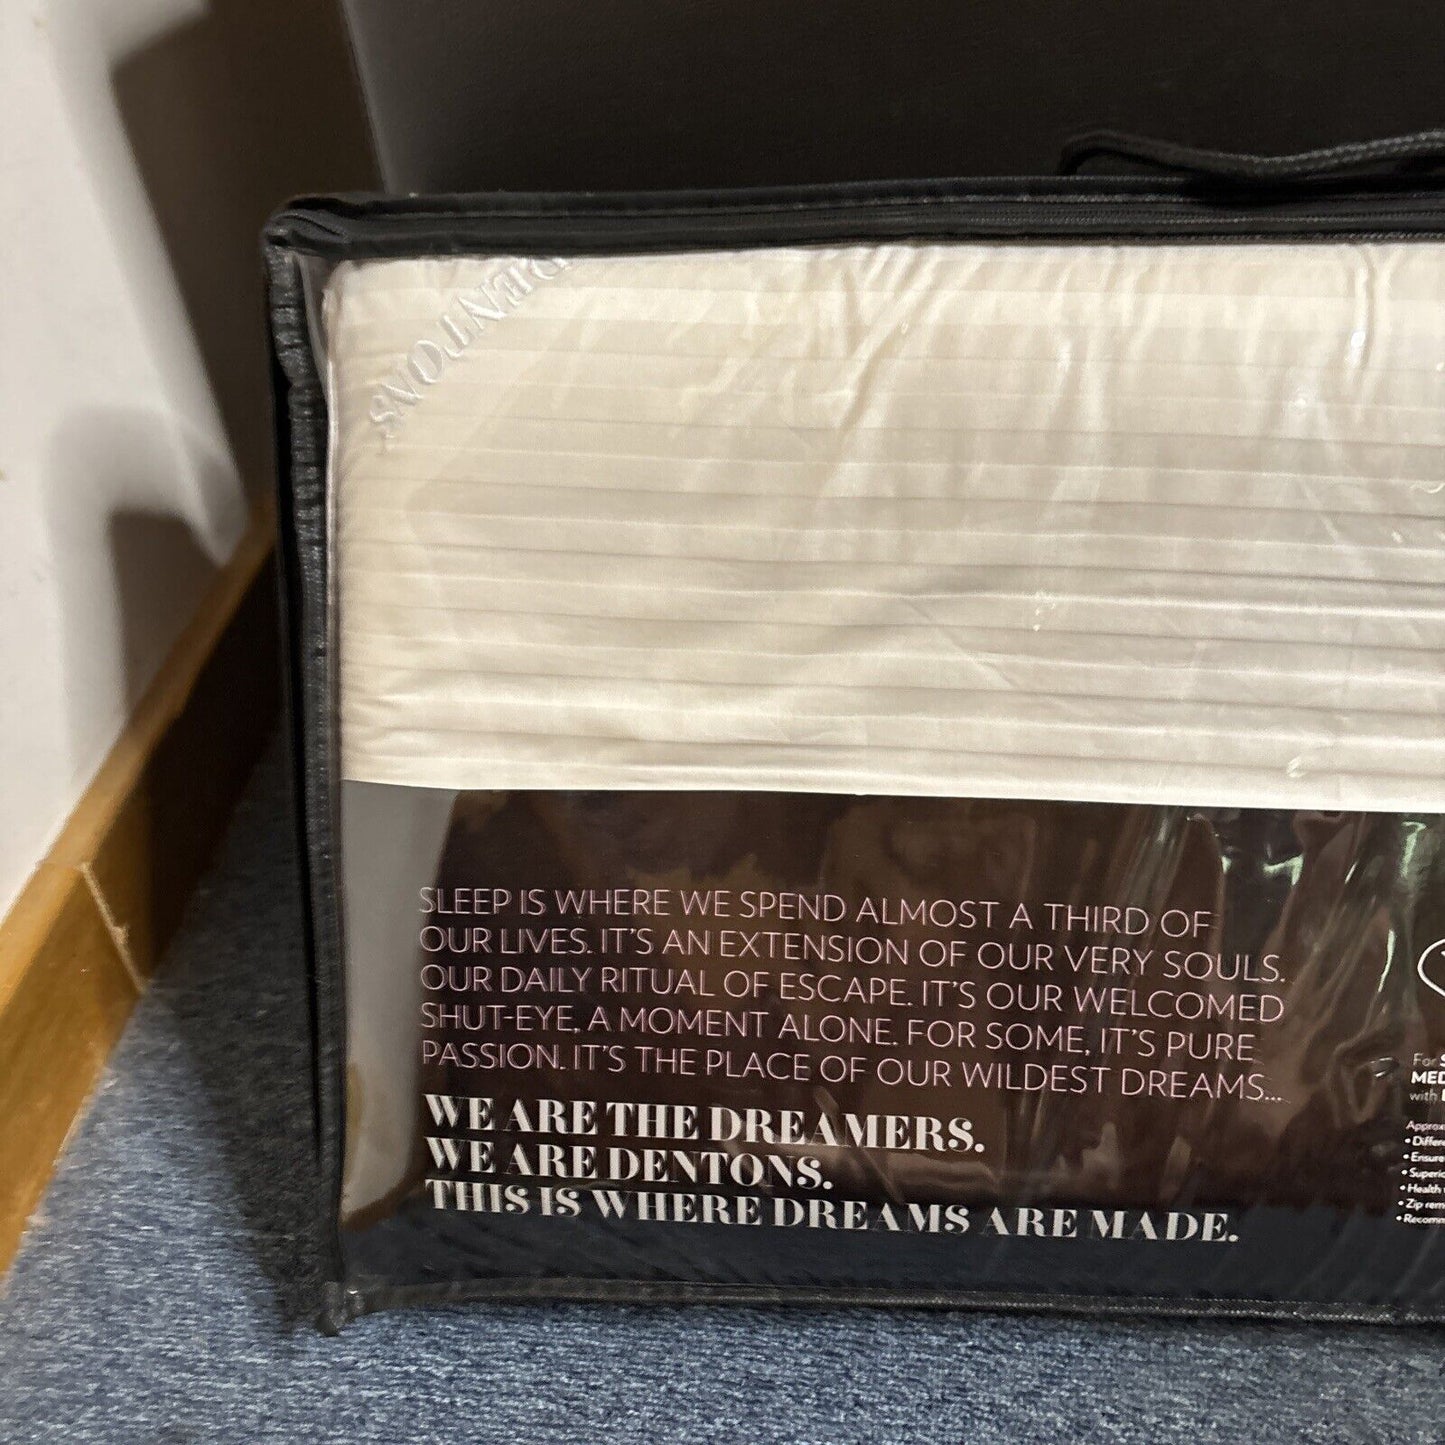 DENTONS
SLEEP IS WHERE WE SPEND ALMOST A THIRD OF
OUR LIVES. IT'S AN EXTENSION OF OUR VERY SOULS.
OUR DAILY RITUAL OF ESCAPE. IT'S OUR WELCOMED
SHUT-EYE, A MOMENT ALONE. FOR SOME, IT'S PURE
PASSION. IT'S THE PLACE OF OUR WILDEST DREAMS...
WE ARE THE DREAMERS.
WE ARE DENTONS.
THIS IS WHERE DREAMS ARE MADE.
For
with
• Health
• Zip